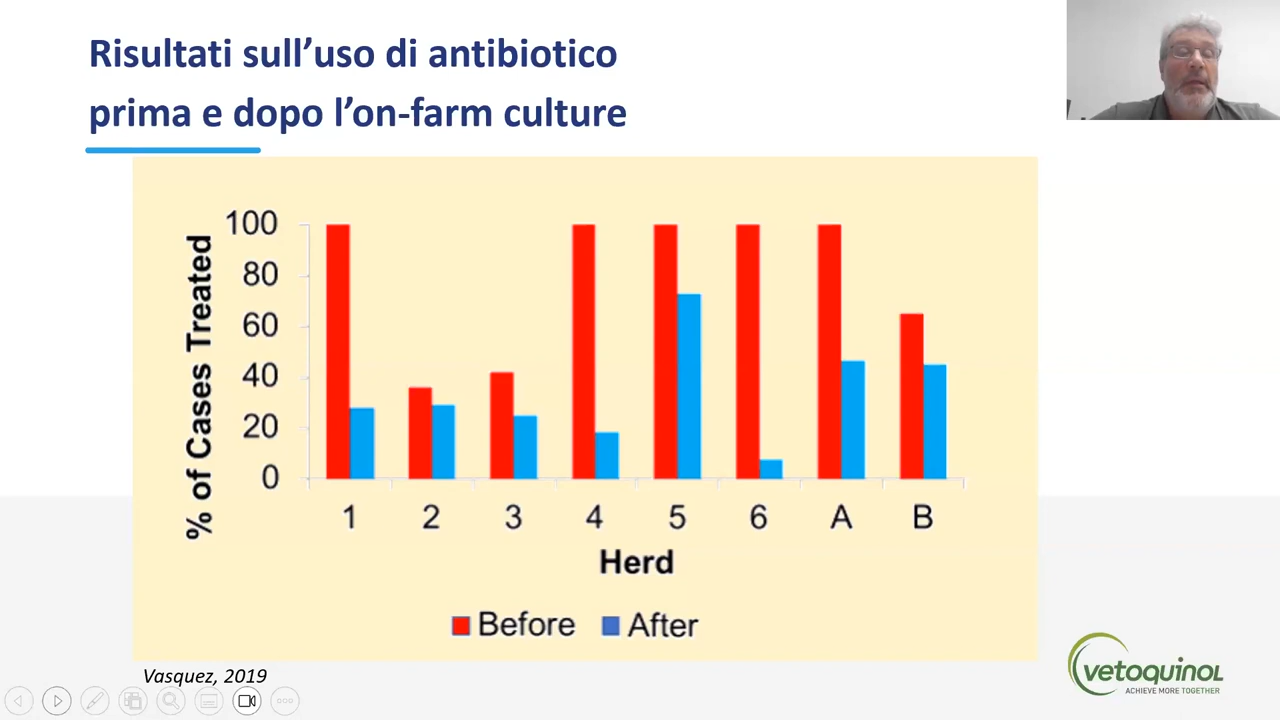 Risultati sull’uso di antibiotico
prima e dopo l’on-farm culture
% of Cases Treated
100
80
60
40
20
0
1 2 3 4 5 6 A B
Herd
Before After
Vasquez, 2019
vetoquinol
ACHIEVE MORE TOGETHER